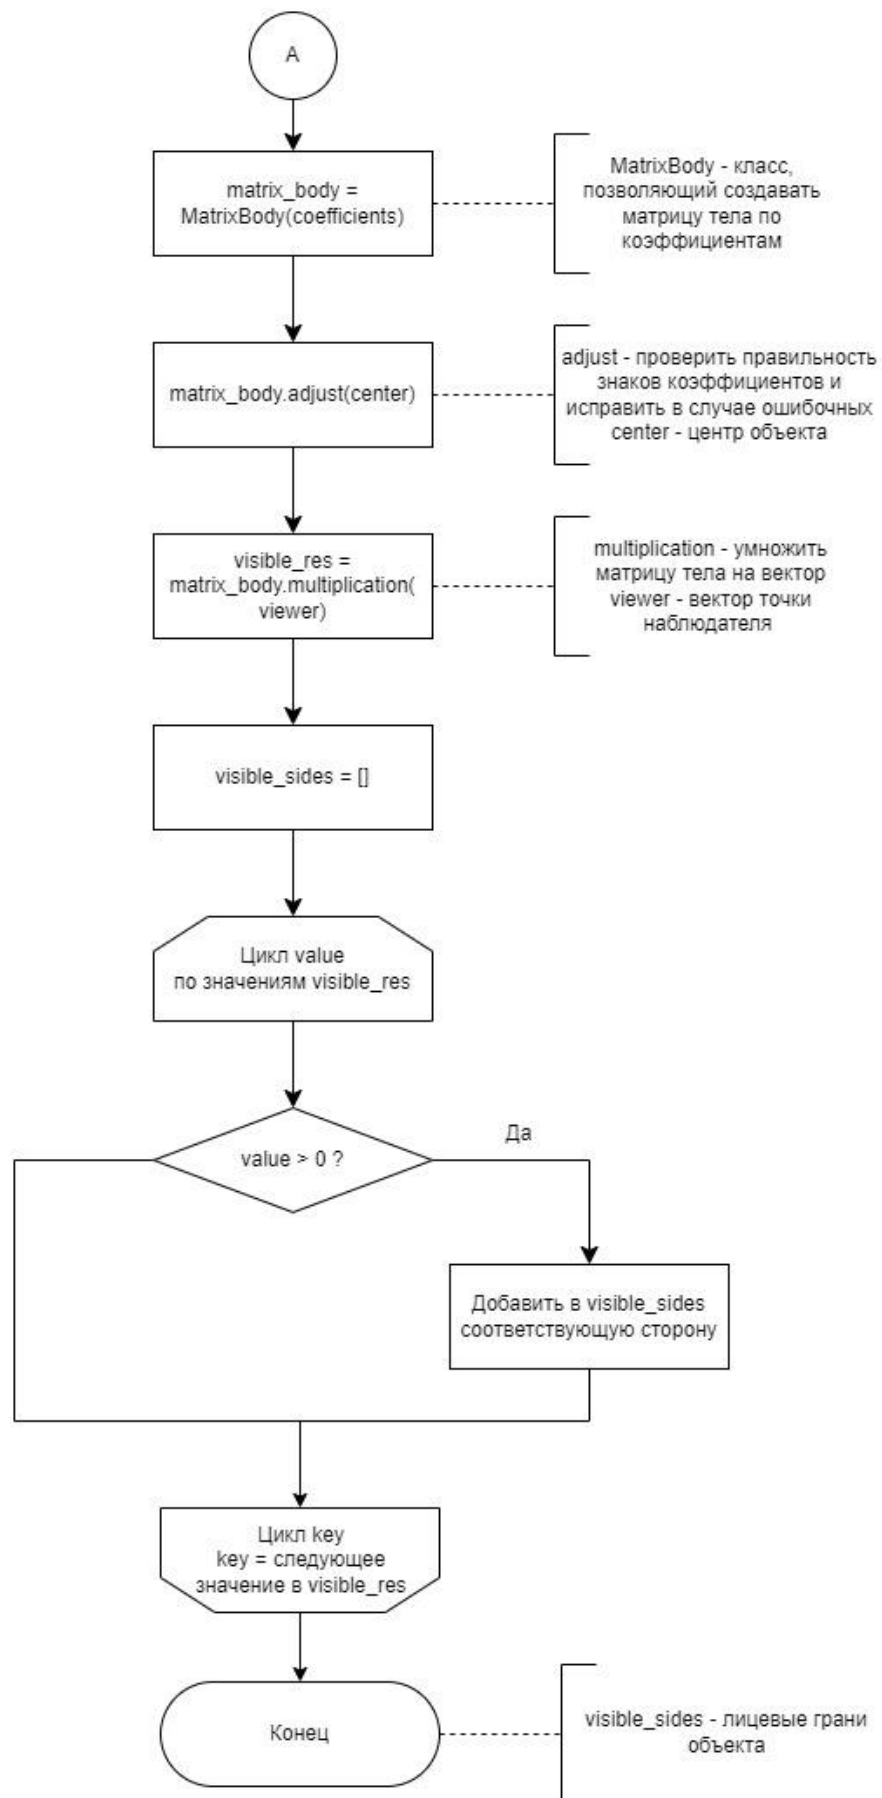 A
matrix_body =
MatrixBody(coefficients)
MatrixBody - класс,
позволяющий создавать
матрицу тела по
коэффициентам
matrix_body.adjust(center)
adjust - проверить правильность
знаков коэффициентов и
исправить в случае ошибочных
center - центр объекта
visible_res =
matrix_body.multiplication(
viewer)
multiplication - умножить
матрицу тела на вектор
viewer - вектор точки
наблюдателя
visible_sides = []
Цикл value
по значениям visible_res
value > 0 ?
Да
Добавить в visible_sides
соответствующую сторону
Цикл key
key = следующее
значение в visible_res
Конец
visible_sides - лицевые грани
объекта